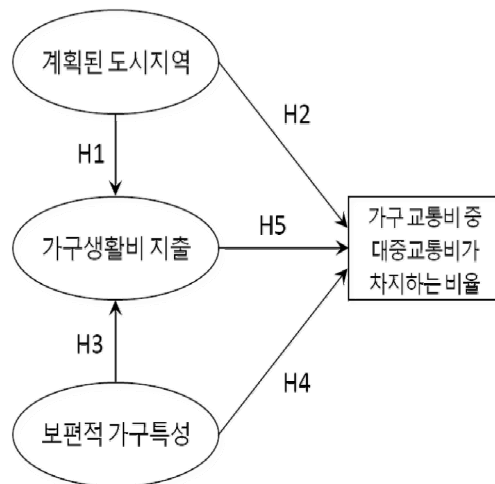 계획된 도시지역
H2
H1
가구생활비 지출
H5
가구 교통비 중
대중교통비가
차지하는 비율
H3
H4
보편적 가구특성